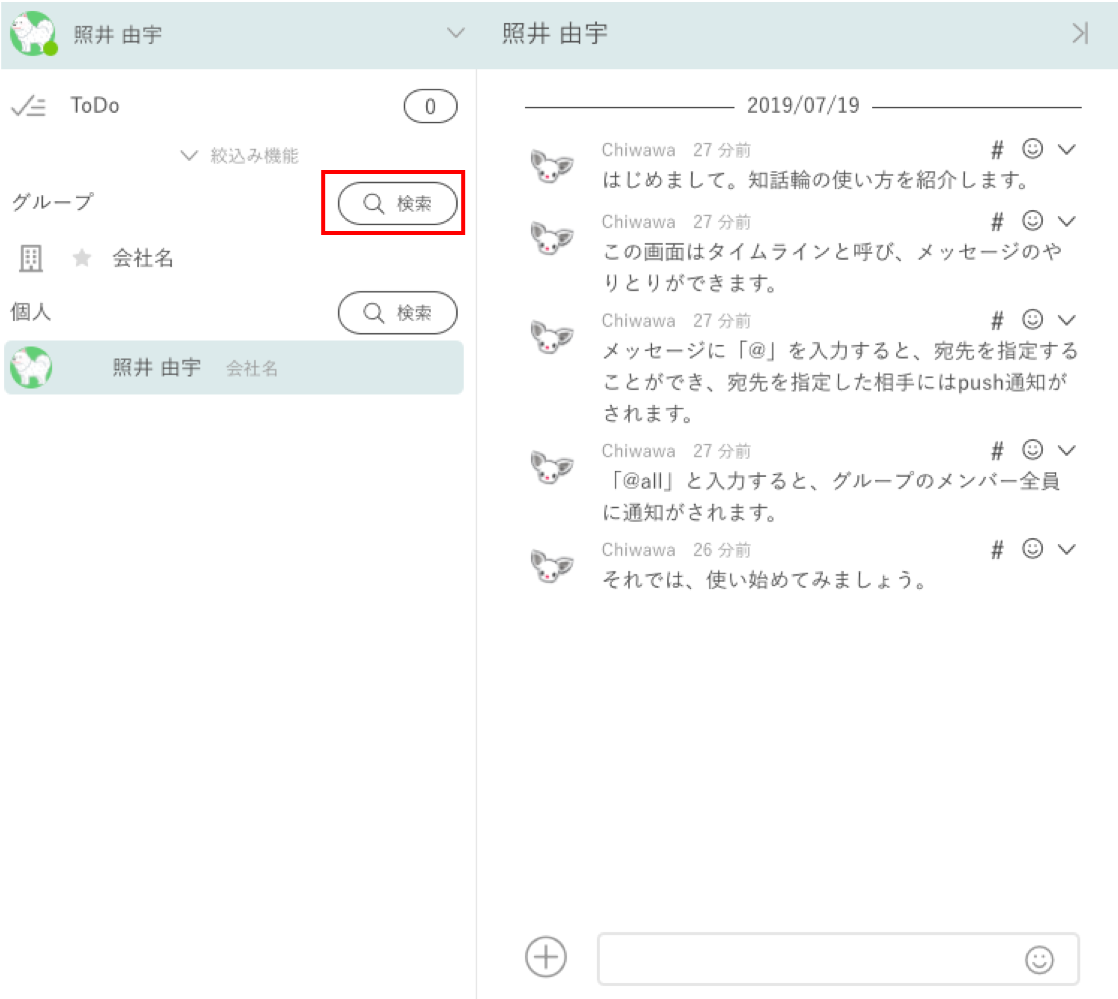 照井 由宇
ToDo
0
絞込み機能
グループ
検索
会社名
個人
検索
照井 由宇 会社名
照井 由宇
2019/07/19
Chiwawa 27 分前 #
はじめまして。知話輪の使い方を紹介します。
Chiwawa 27 分前 #
この画面はタイムラインと呼び、メッセージのや
りとりができます。
Chiwawa 27 分前 #
メッセージに「@」を入力すると、宛先を指定する
ことができ、宛先を指定した相手にはpush通知が
されます。
Chiwawa 27 分前 #
「@all」と入力すると、グループのメンバー全員
に通知がされます。
Chiwawa 26 分前 #
それでは、使い始めてみましょう。